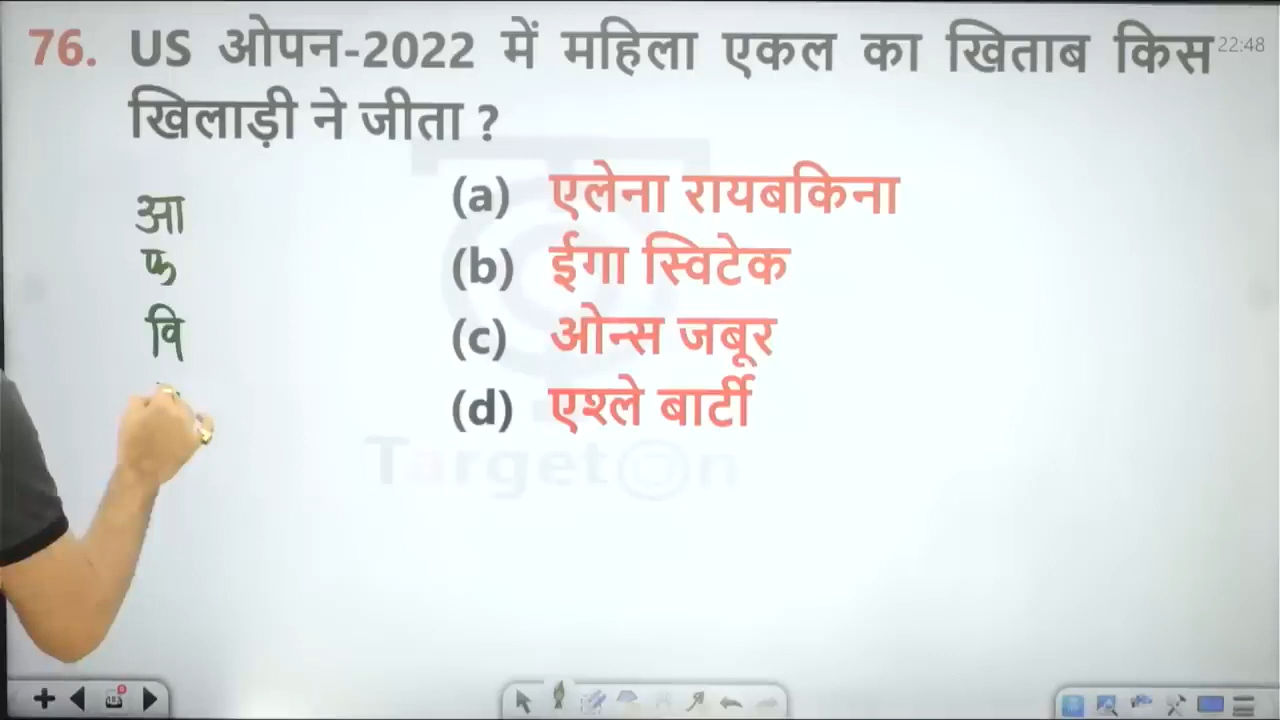 76. US ओपन-2022 में महिला एकल का खिताब किस
22:48
खिलाड़ी ने जीता ?
(a) एलेना रायबकिना
(b) ईगा स्विटेक
(c) ओन्स जबूर
(d) एश्ले बार्टी
आ
फ
वि
Target@n